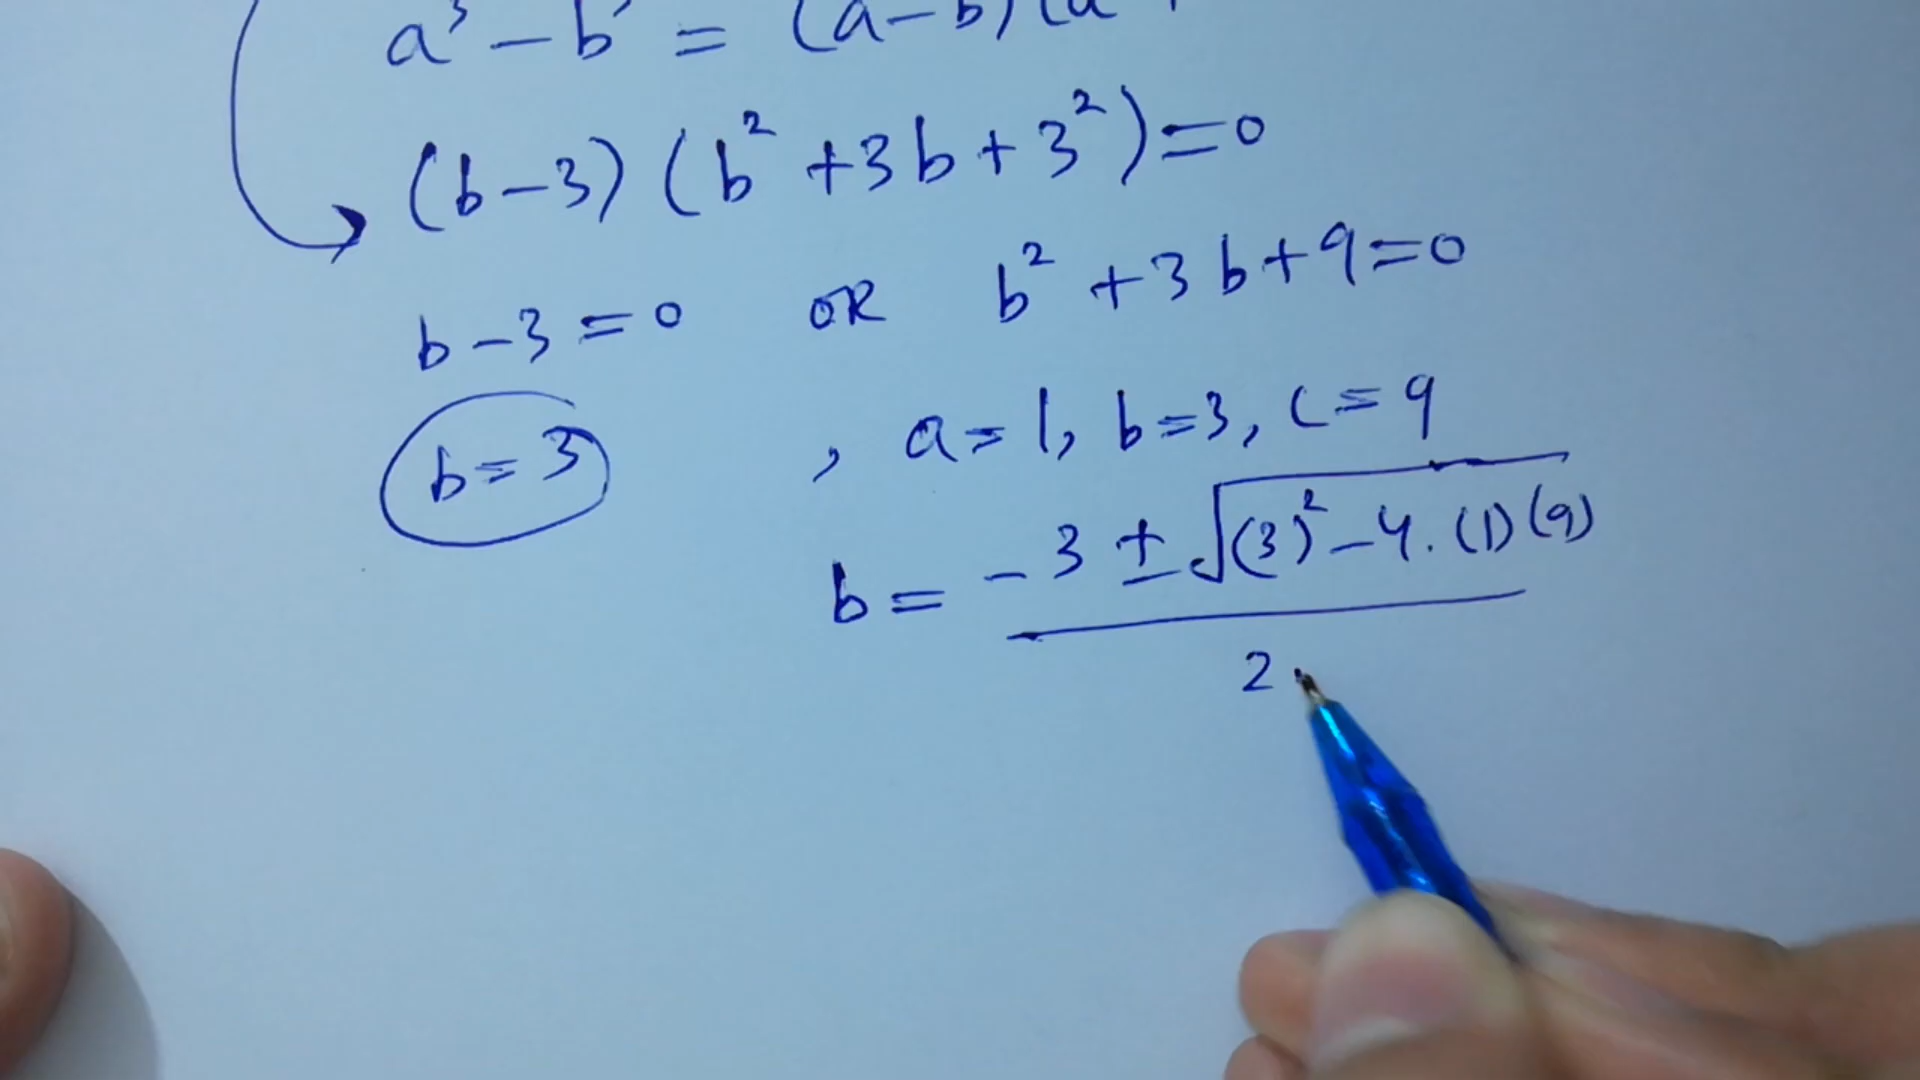 a³ - b³ = (a-b)(a² +
(b-3)(b² + 3b + 3²) = 0
b - 3 = 0 OR b² + 3b + 9 = 0
b = 3 , a = 1, b = 3, c = 9
b = (-3 ± √((3)² - 4.(1)(9))) / 2.